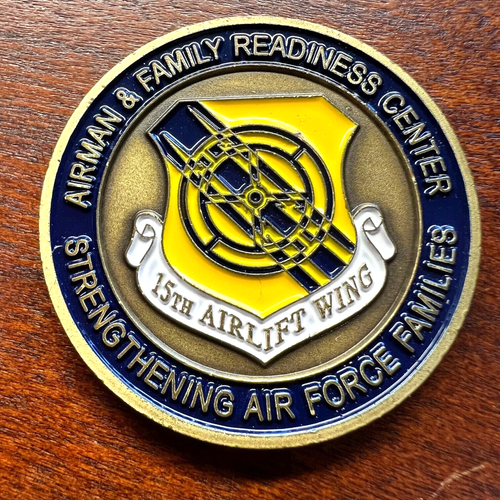 AIRMAN & FAMILY READINESS CENTER
15TH AIRLIFT WING
STRENGTHENING AIR FORCE FAMILIES